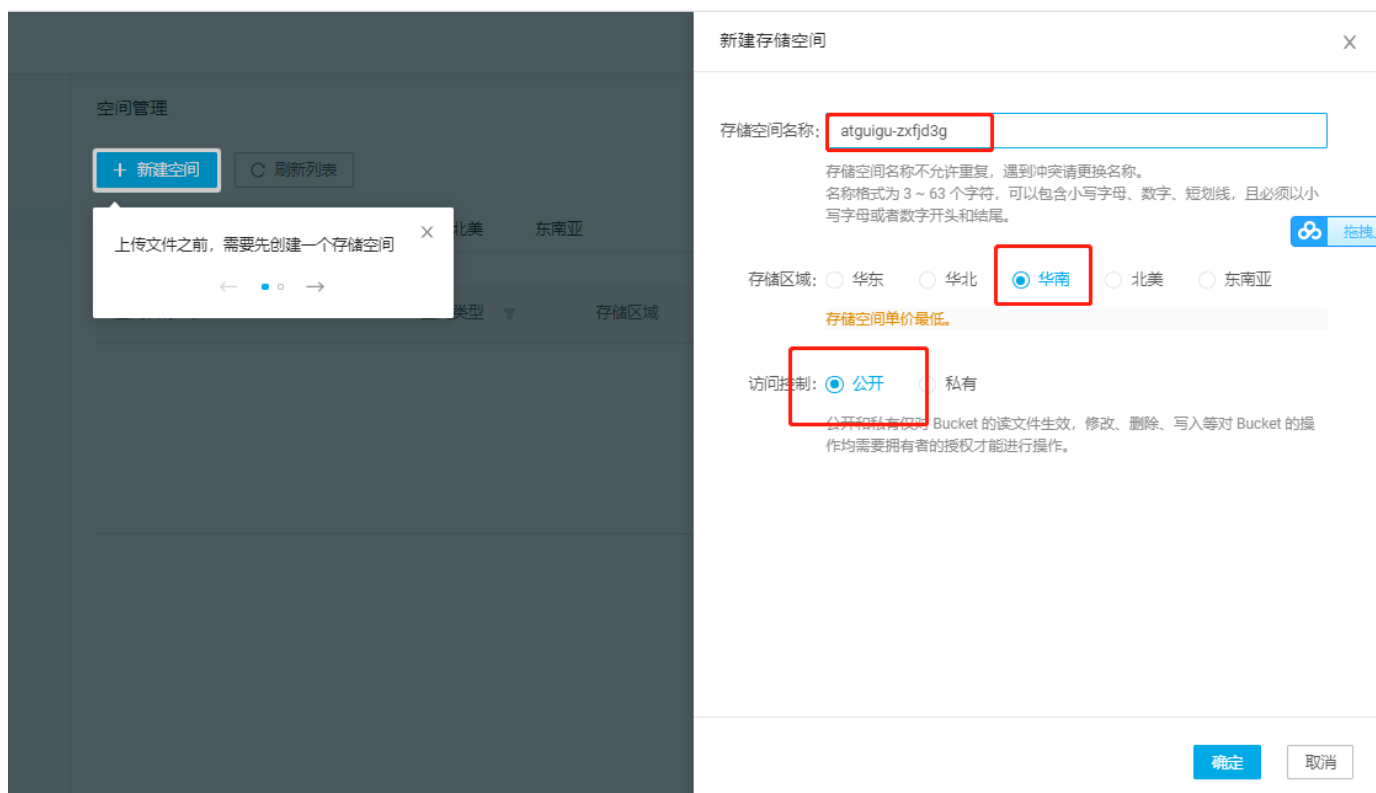 新建存储空间
空间管理
+ 新建空间
刷新列表
上传文件之前，需要先创建一个存储空间
北美 东南亚
类型 存储区域
存储空间名称: atguigu-zxfjd3g
存储空间名称不允许重复，遇到冲突请更换名称。
名称格式为 3 ~ 63 个字符，可以包含小写字母、数字、短划线，且必须以小
写字母或者数字开头和结尾。
拖拽
存储区域: 华东 华北 华南 北美 东南亚
存储空间单价最低。
访问控制: 公开 私有
公开和私有仅对 Bucket 的读文件生效，修改、删除、写入等对 Bucket 的操
作均需要拥有者的授权才能进行操作。
确定 取消